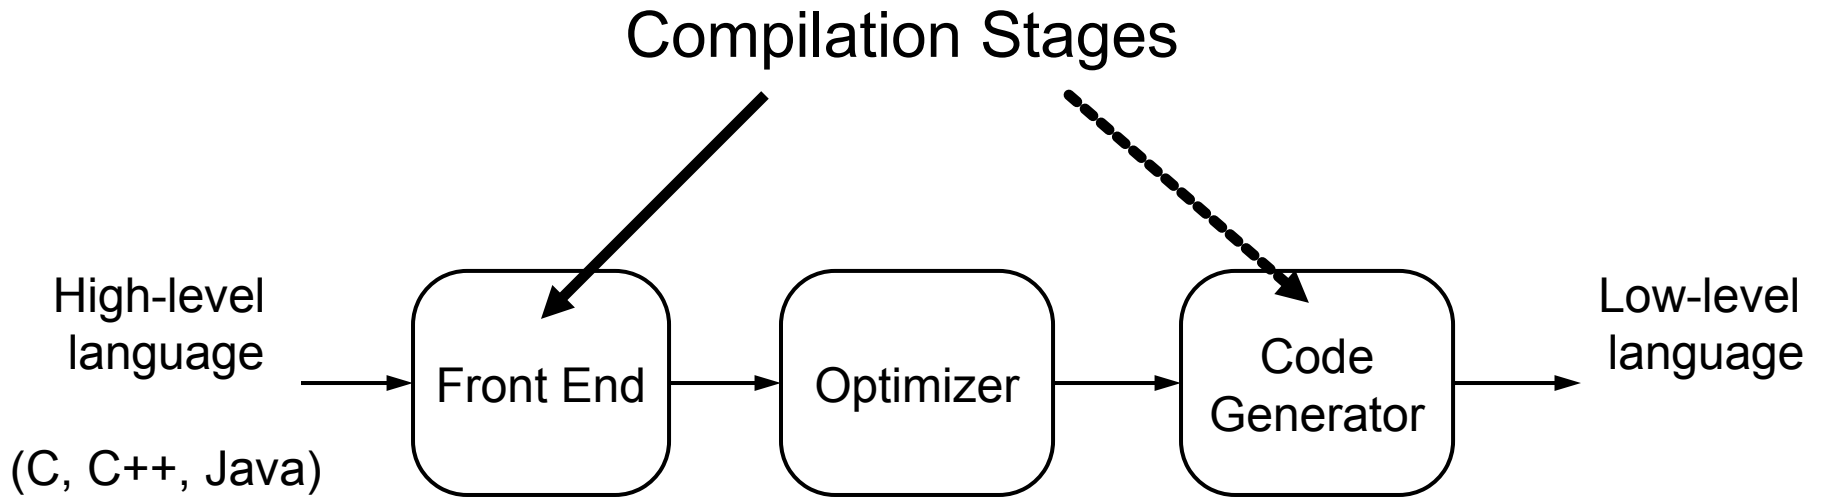 Compilation Stages
High-level
language
(C, C++, Java)
Front End
Optimizer
Code
Generator
Low-level
language